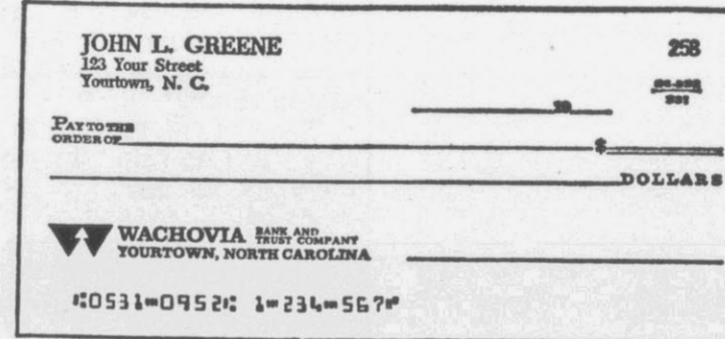 JOHN L. GREENE 258
123 Your Street
Yourtown, N. C.
19
PAY TO THE
ORDER OF $
DOLLARS
WACHOVIA BANK AND TRUST COMPANY
YOURTOWN, NORTH CAROLINA
⑆0531⑉0952⑆ 1⑉234⑉567⑈